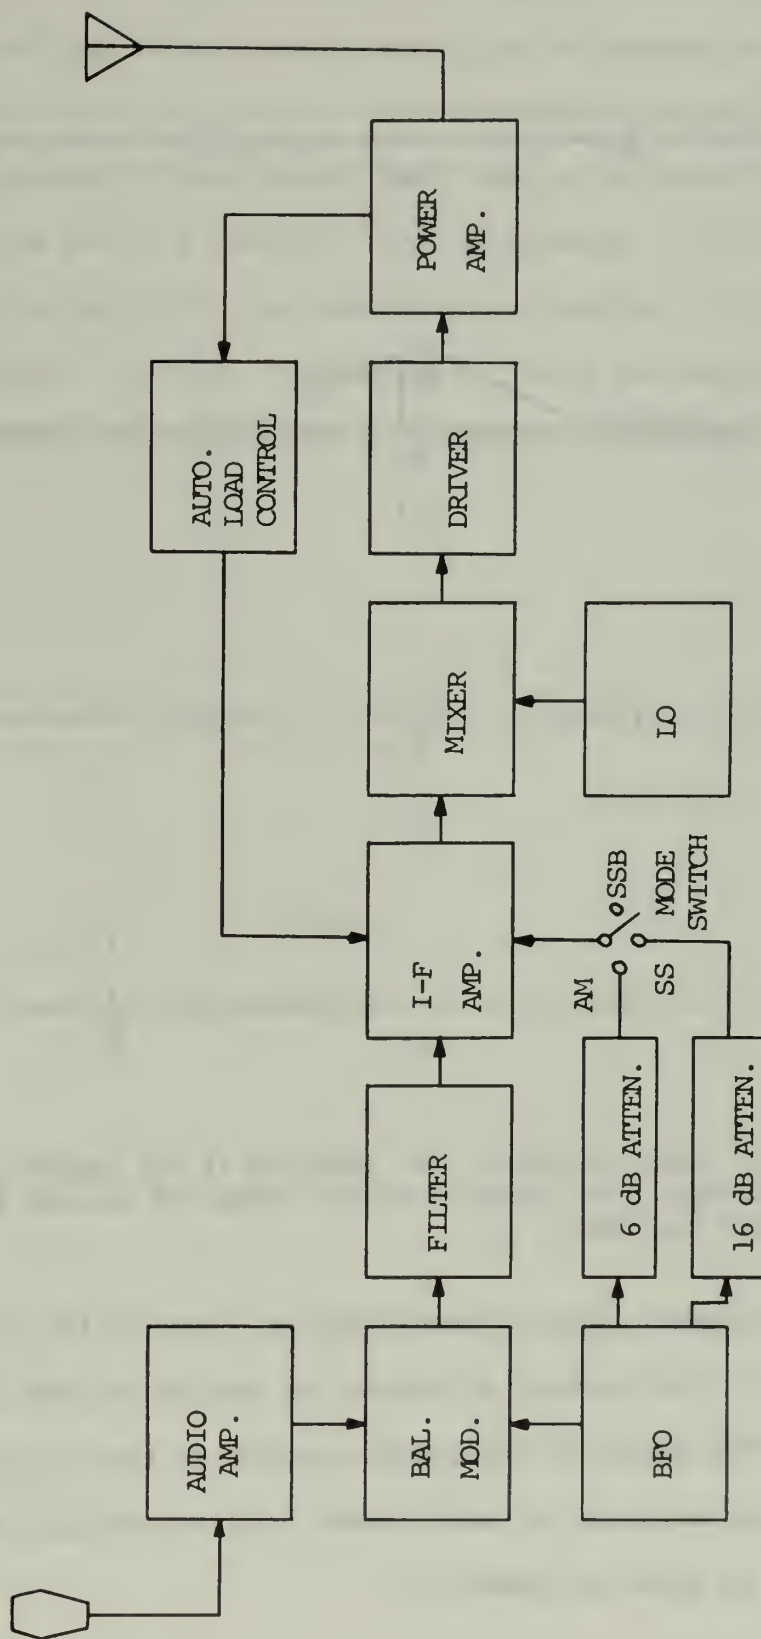 AUDIO
AMP.
BAL.
MOD.
BFO
FILTER
6 dB ATTEN.
16 dB ATTEN.
I-F
AMP.
AM
SS
SSB
MODE
SWITCH
MIXER
LO
AUTO.
LOAD
CONTROL
DRIVER
POWER
AMP.